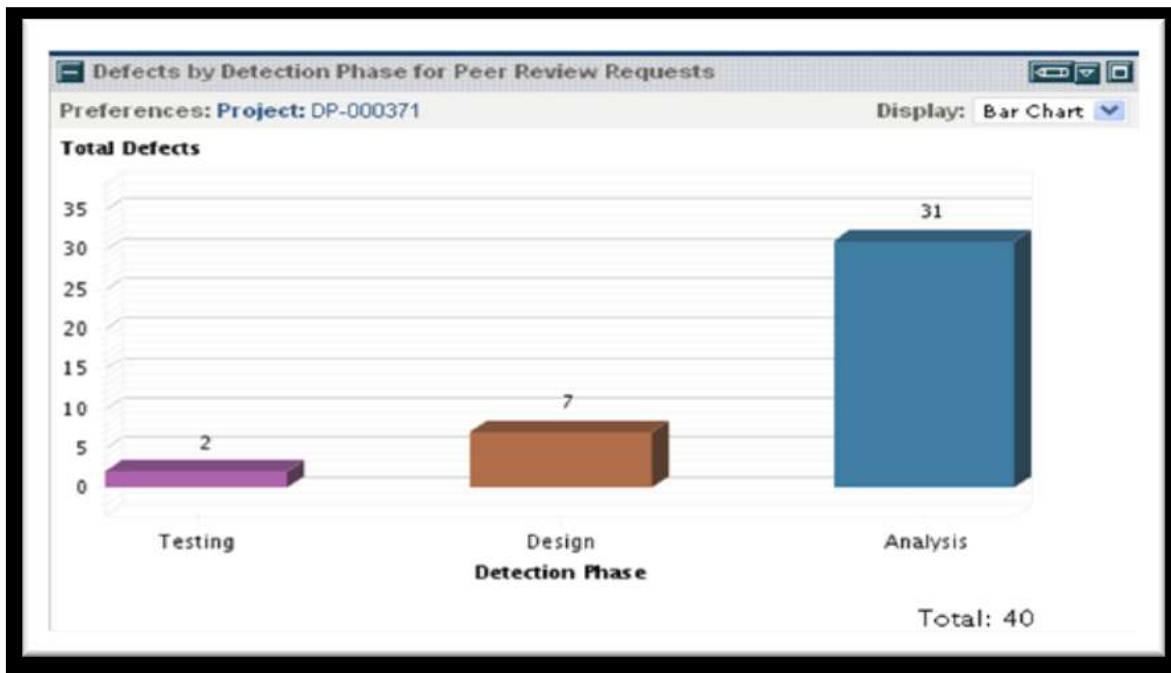 Defects by Detection Phase for Peer Review Requests
Preferences: Project: DP-000371 Display: Bar Chart
Total Defects
35
30
25
20
15
10
5
0
2
7
31
Testing Design Analysis
Detection Phase
Total: 40